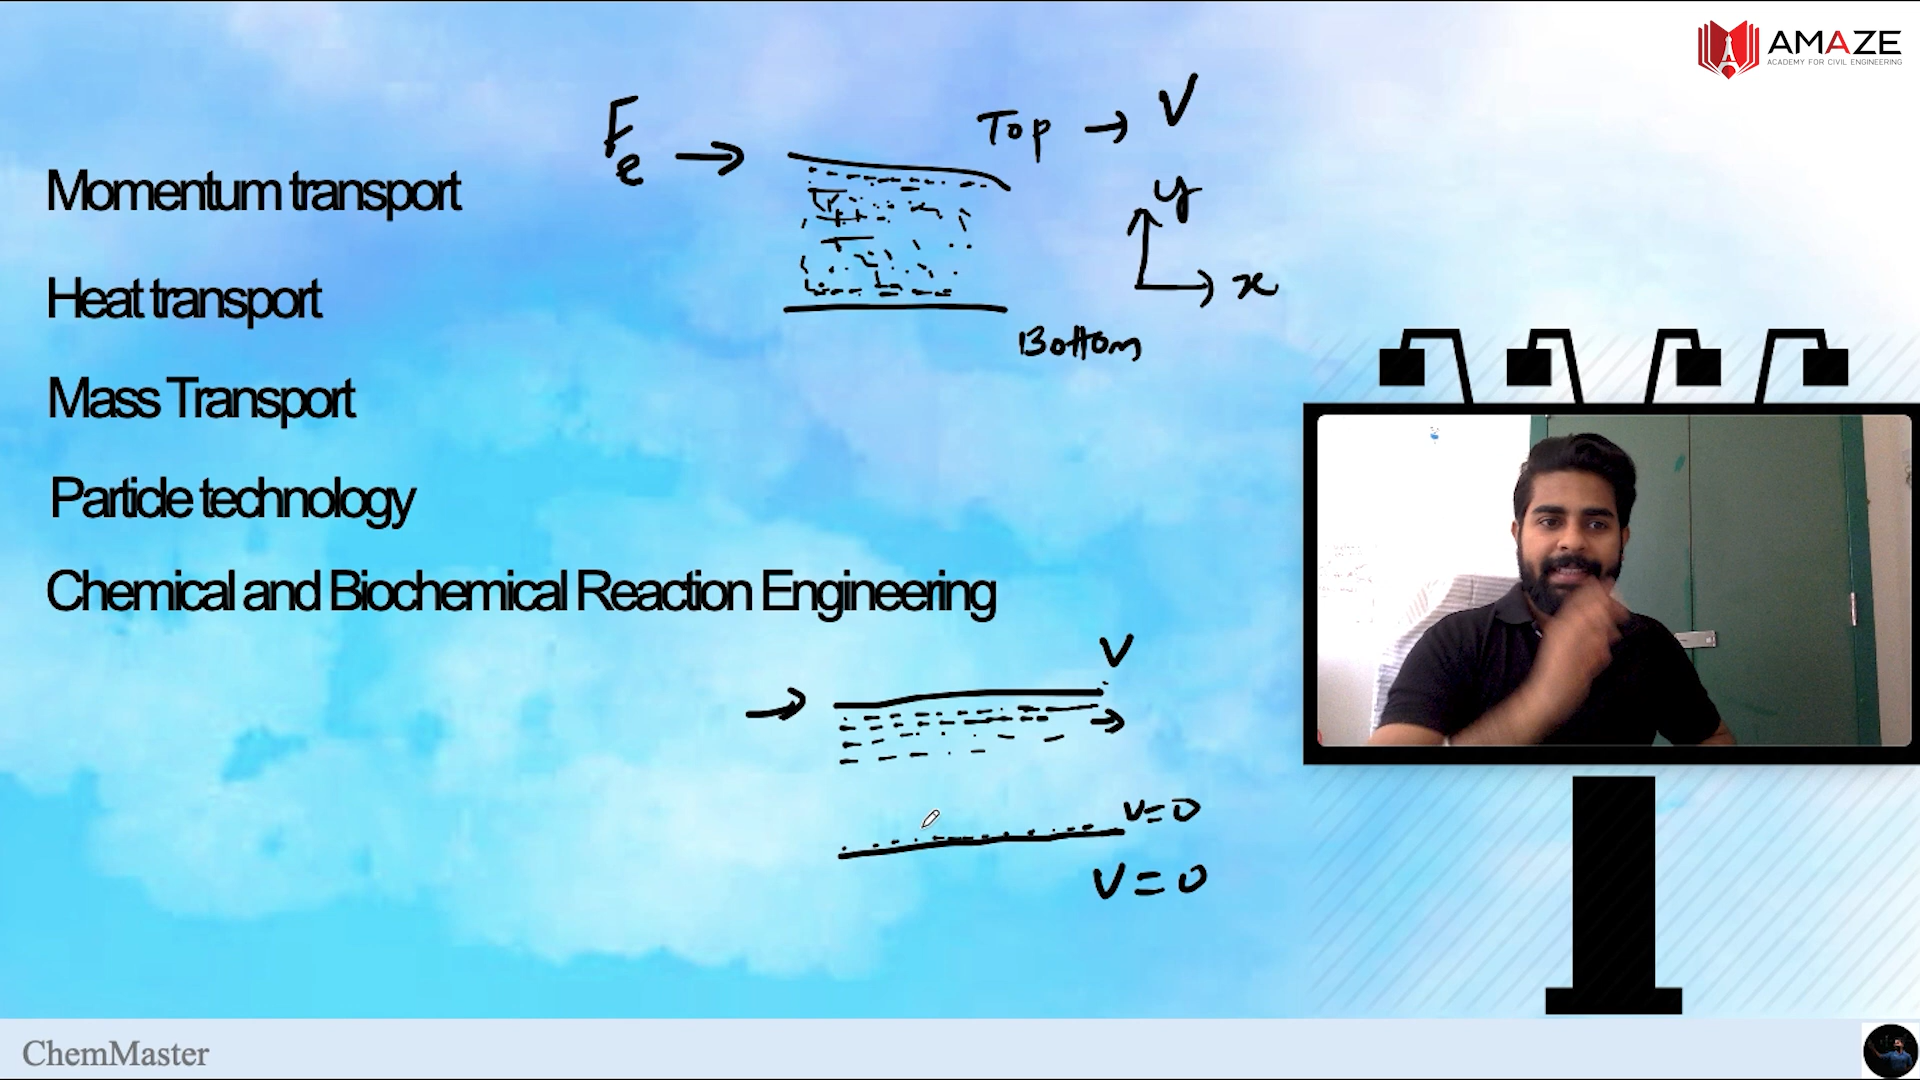 AMAZE
ACADEMY FOR CIVIL ENGINEERING
Top → V
F
e →
y
x
Bottom
Momentum transport
Heat transport
Mass Transport
Particle technology
Chemical and Biochemical Reaction Engineering
V
→
v=0
V=0
ChemMaster